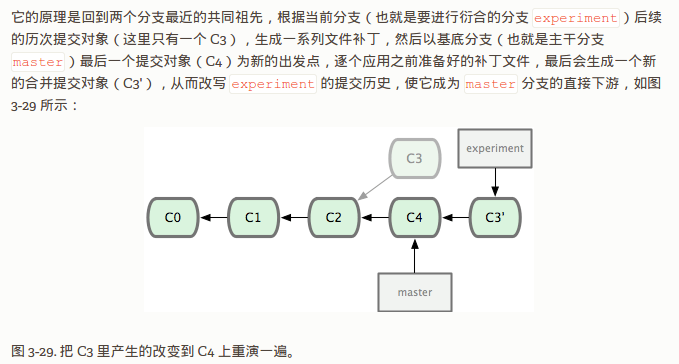 它的原理是回到两个分支最近的共同祖先，根据当前分支（也就是要进行衍合的分支 experiment）后续
的历次提交对象（这里只有一个 C3），生成一系列文件补丁，然后以基底分支（也就是主干分支
master）最后一个提交对象（C4）为新的出发点，逐个应用之前准备好的补丁文件，最后会生成一个新
的合并提交对象（C3'），从而改写 experiment 的提交历史，使它成为 master 分支的直接下游，如图
3-29 所示：
C3
experiment
C0
C1
C2
C4
C3'
master
图 3-29. 把 C3 里产生的改变到 C4 上重演一遍。